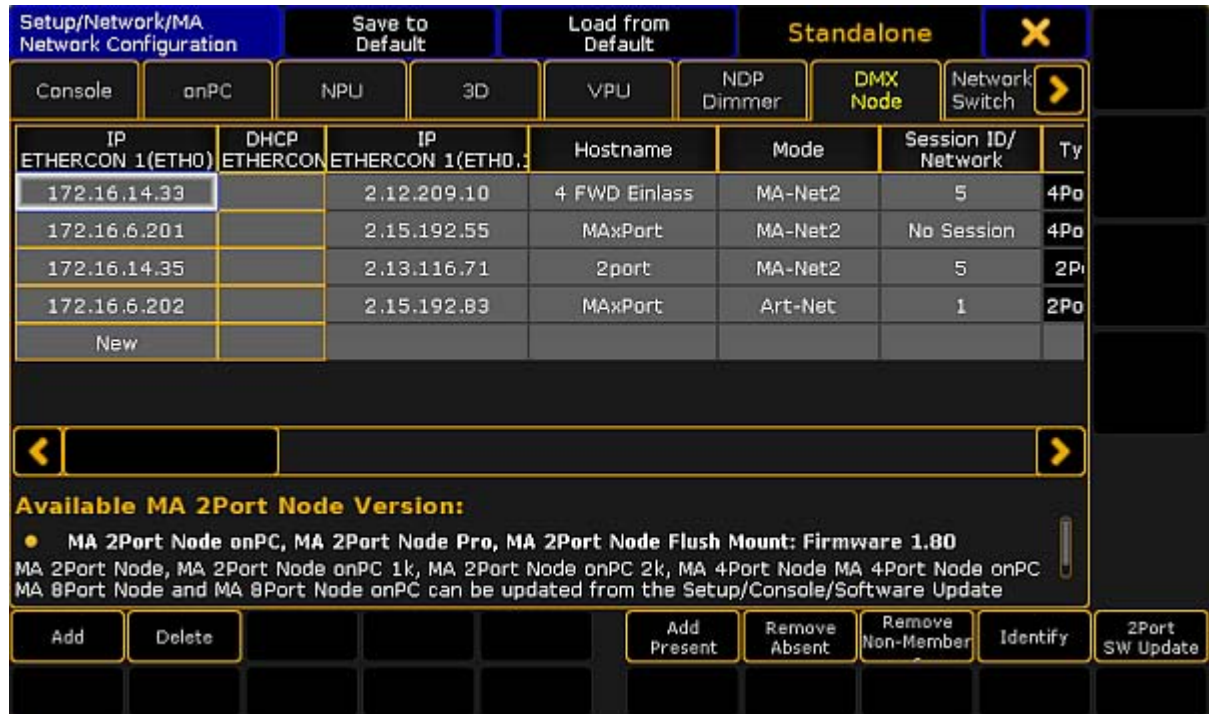 Setup/Network/MA
Network Configuration
Save to
Default
Load from
Default
Standalone
Console
onPC
NPU
3D
VPU
NDP
Dimmer
DMX
Node
Network
Switch
IP
ETHERCON 1(ETH0)
DHCP
ETHERCON
IP
ETHERCON 1(ETH0.:
Hostname
Mode
Session ID/
Network
Ty
172.16.14.33 2.12.209.10 4 FWD Einlass MA-Net2 5 4Po
172.16.6.201 2.15.192.55 MAxPort MA-Net2 No Session 4Po
172.16.14.35 2.13.116.71 2port MA-Net2 5 2P
172.16.6.202 2.15.192.83 MAxPort Art-Net 1 2Po
New
Available MA 2Port Node Version:
MA 2Port Node onPC, MA 2Port Node Pro, MA 2Port Node Flush Mount: Firmware 1.80
MA 2Port Node, MA 2Port Node onPC 1k, MA 2Port Node onPC 2k, MA 4Port Node MA 4Port Node onPC
MA 8Port Node and MA 8Port Node onPC can be updated from the Setup/Console/Software Update
Add
Delete
Add
Present
Remove
Absent
Remove
Non-Member
Identify
2Port
SW Update